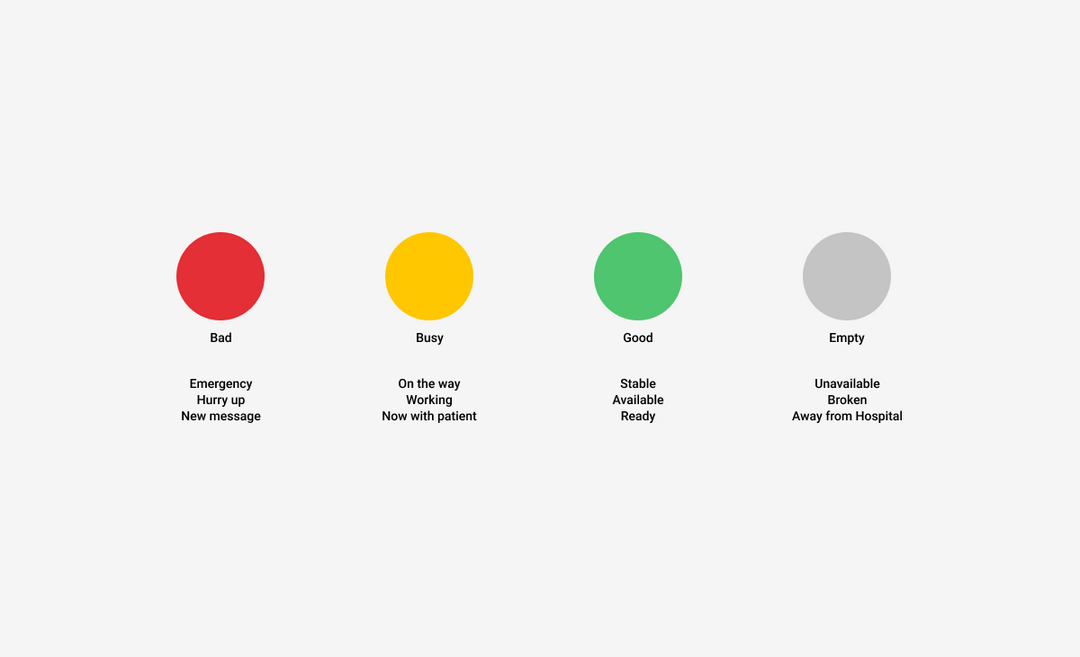 Bad
Emergency
Hurry up
New message
Busy
On the way
Working
Now with patient
Good
Stable
Available
Ready
Empty
Unavailable
Broken
Away from Hospital